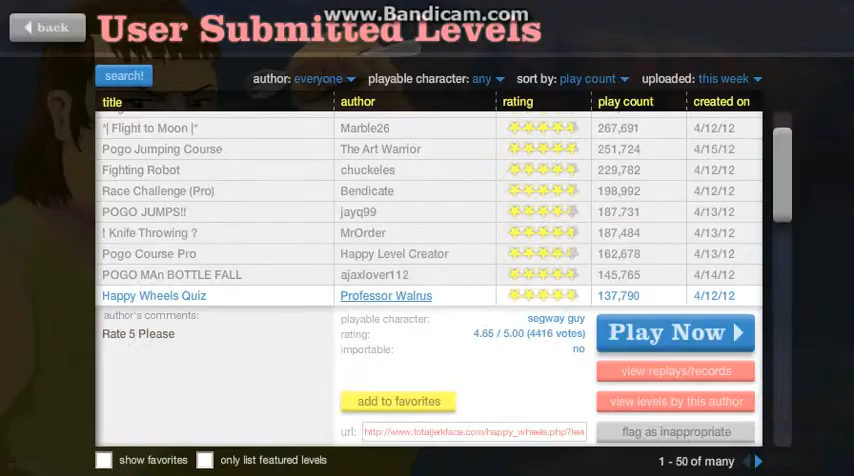 www.Bandicam.com
back
User Submitted Levels
search!
author: everyone playable character: any sort by: play count uploaded: this week
title author rating play count created on
*| Flight to Moon |* Marble26 267,691 4/12/12
Pogo Jumping Course The Art Warrior 251,724 4/15/12
Fighting Robot chuckeles 229,782 4/12/12
Race Challenge (Pro) Bendicate 198,992 4/13/12
POGO JUMPS!! jayq99 187,731 4/13/12
! Knife Throwing ? MrOrder 187,484 4/13/12
Pogo Course Pro Happy Level Creator 162,678 4/13/12
POGO MAn BOTTLE FALL ajaxlover112 145,765 4/14/12
Happy Wheels Quiz Professor Walrus 137,790 4/12/12
author's comments:
Rate 5 Please
playable character: segway guy
rating: 4.65 / 5.00 (4416 votes)
importable: no
Play Now
view replays/records
add to favorites
view levels by this author
url: http://www.totaljerkface.com/happy_wheels.php?leve
flag as inappropriate
show favorites only list featured levels
1 - 50 of many